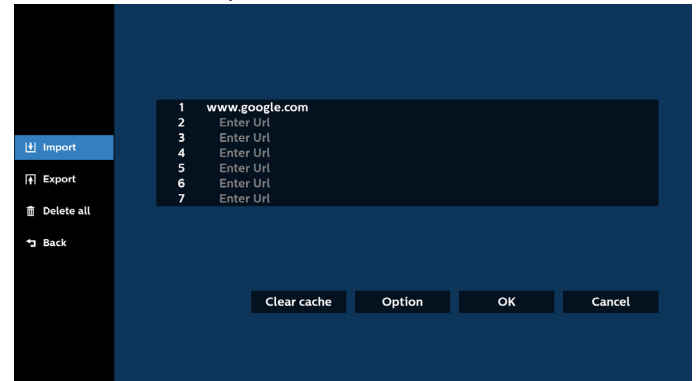 Import
Export
Delete all
Back
1 www.google.com
2 Enter Url
3 Enter Url
4 Enter Url
5 Enter Url
6 Enter Url
7 Enter Url
Clear cache Option OK Cancel